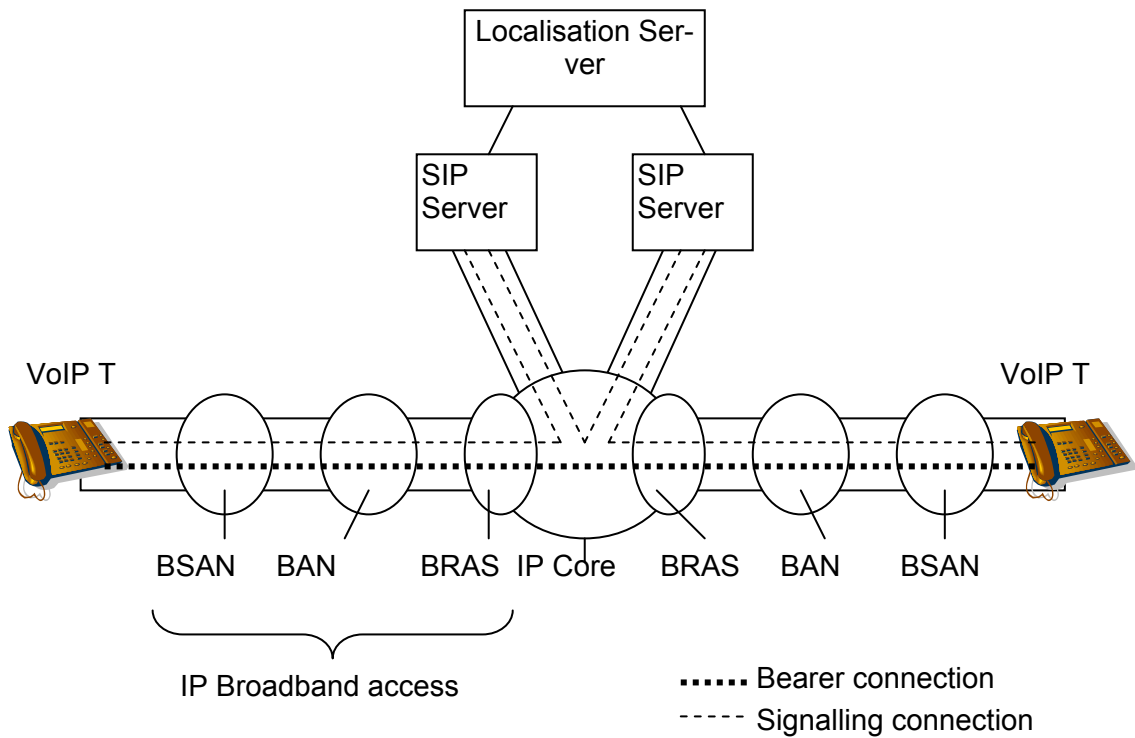 Localisation Ser-
ver
SIP
Server
SIP
Server
VoIP T
VoIP T
BSAN
BAN
BRAS
IP Core
BRAS
BAN
BSAN
IP Broadband access
Bearer connection
Signalling connection